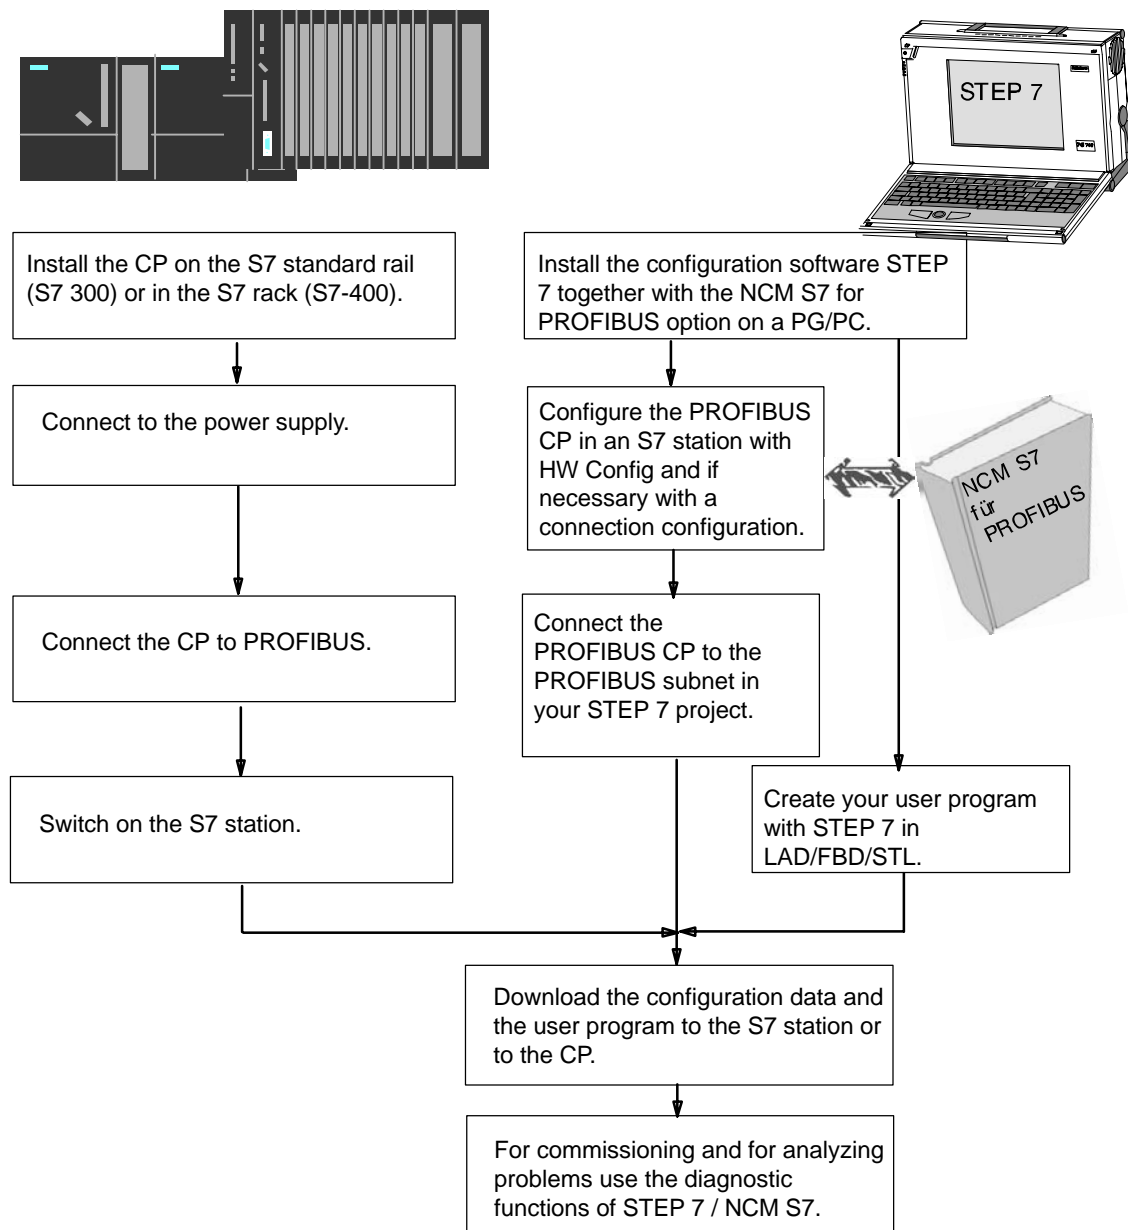 STEP 7
Install the CP on the S7 standard rail
(S7 300) or in the S7 rack (S7-400).
Install the configuration software STEP
7 together with the NCM S7 for
PROFIBUS option on a PG/PC.
Connect to the power supply.
Configure the PROFIBUS
CP in an S7 station with
HW Config and if
necessary with a
connection configuration.
NCM S7
für
PROFIBUS
Connect the CP to PROFIBUS.
Connect the
PROFIBUS CP to the
PROFIBUS subnet in
your STEP 7 project.
Switch on the S7 station.
Create your user program
with STEP 7 in
LAD/FBD/STL.
Download the configuration data and
the user program to the S7 station or
to the CP.
For commissioning and for analyzing
problems use the diagnostic
functions of STEP 7 / NCM S7.